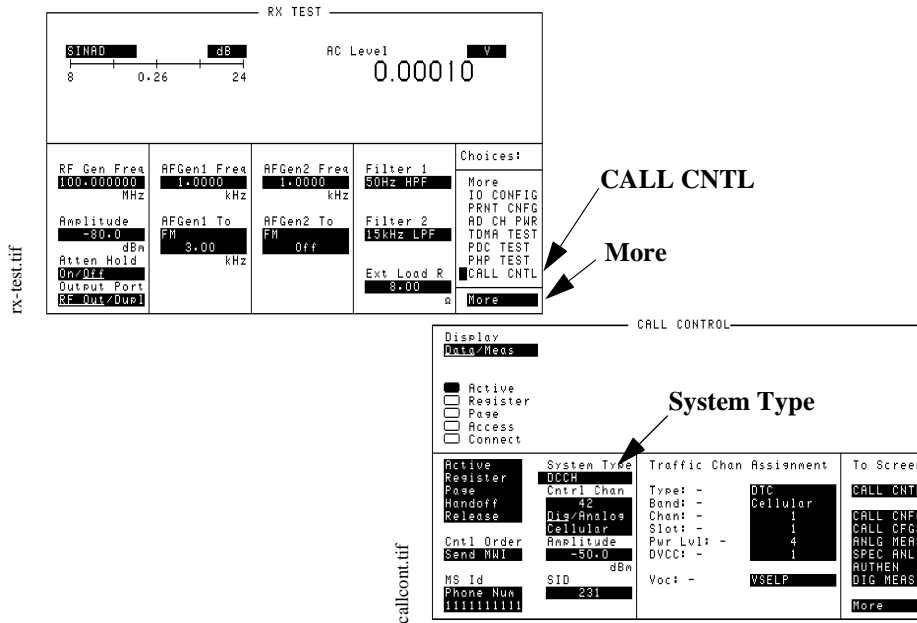 RX TEST
SINAD dB
8 0.26 24
AC Level V
0.00010
RF Gen Freq
100.000000
MHz
Amplitude
-80.0
dBm
Atten Hold
On/Off
Output Port
RF Out/Dupl
AFGen1 Freq
1.0000
kHz
AFGen1 To
FM
3.00
kHz
AFGen2 Freq
1.0000
kHz
AFGen2 To
FM
Off
Filter 1
50Hz HPF
Filter 2
15kHz LPF
Ext Load R
8.00
Ω
Choices:
More
IO CONFIG
PRNT CNFG
AD CH PWR
TDMA TEST
PDC TEST
PHP TEST
CALL CNTL
More
CALL CNTL
More
rx-test.tif
CALL CONTROL
Display
Data/Meas
Active
Register
Page
Access
Connect
System Type
Active
Register
Page
Handoff
Release
Cntl Order
Send MWI
MS Id
Phone Num
1111111111
System Type
DCCH
Cntrl Chan
42
Dig/Analog
Cellular
Amplitude
-50.0
dBm
SID
231
Traffic Chan Assignment
Type: - DTC
Band: - Cellular
Chan: - 1
Slot: - 1
Pwr Lvl: - 4
DVCC: - 1
Voc: - VSELP
To Screen
CALL CNTL
CALL CNFG
CALL CFG
ANLG MEAS
SPEC ANL
AUTHEN
DIG MEAS
More
callcont.tif